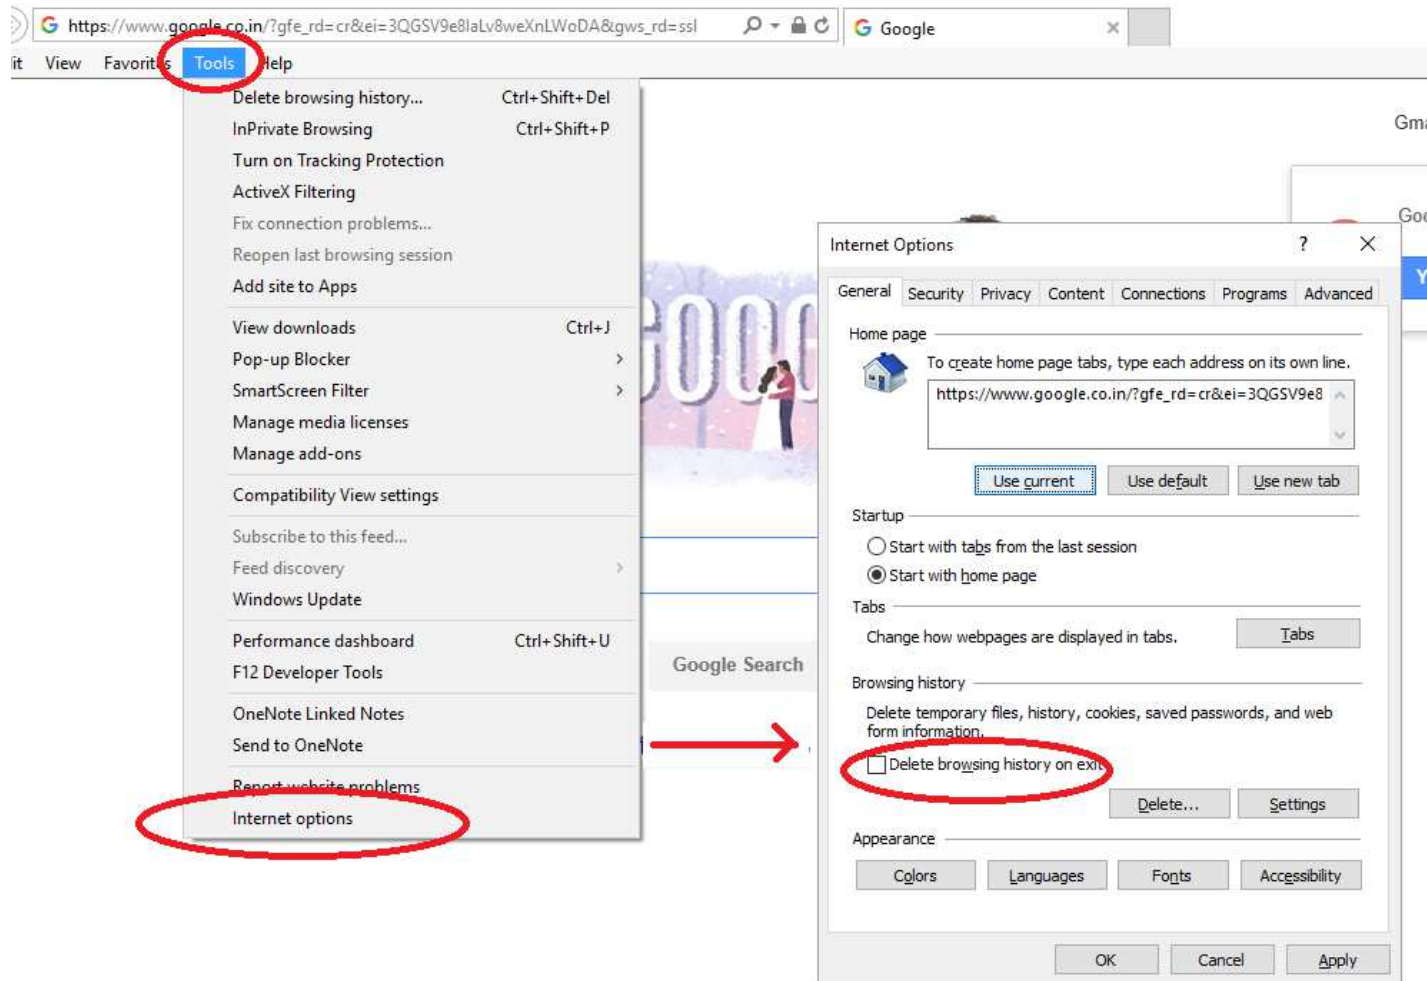 https://www.google.co.in/?gfe_rd=cr&ei=3QGSV9e8IaLv8weXnLWoDA&gws_rd=ssl
Google
it View Favorites Tools Help
Delete browsing history... Ctrl+Shift+Del
InPrivate Browsing Ctrl+Shift+P
Turn on Tracking Protection
ActiveX Filtering
Fix connection problems...
Reopen last browsing session
Add site to Apps
View downloads Ctrl+J
Pop-up Blocker
SmartScreen Filter
Manage media licenses
Manage add-ons
Compatibility View settings
Subscribe to this feed...
Feed discovery
Windows Update
Performance dashboard Ctrl+Shift+U
F12 Developer Tools
OneNote Linked Notes
Send to OneNote
Report website problems
Internet options
Gma
Goo
Y
GOOG
Google Search
Internet Options ?
General Security Privacy Content Connections Programs Advanced
Home page
To create home page tabs, type each address on its own line.
https://www.google.co.in/?gfe_rd=cr&ei=3QGSV9e8
Use current Use default Use new tab
Startup
Start with tabs from the last session
Start with home page
Tabs
Change how webpages are displayed in tabs. Tabs
Browsing history
Delete temporary files, history, cookies, saved passwords, and web
form information.
Delete browsing history on exit
Delete... Settings
Appearance
Colors Languages Fonts Accessibility
OK Cancel Apply